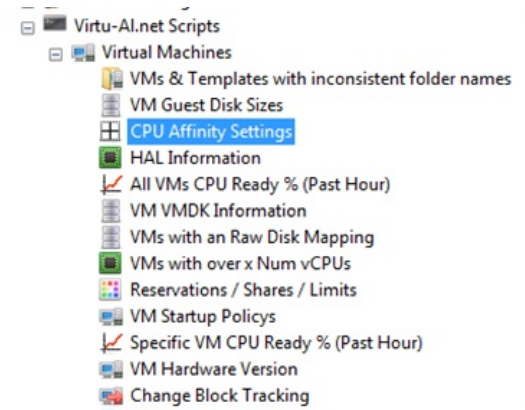 Virtu-Al.net Scripts
Virtual Machines
VMs & Templates with inconsistent folder names
VM Guest Disk Sizes
CPU Affinity Settings
HAL Information
All VMs CPU Ready % (Past Hour)
VM VMDK Information
VMs with an Raw Disk Mapping
VMs with over x Num vCPUs
Reservations / Shares / Limits
VM Startup Policys
Specific VM CPU Ready % (Past Hour)
VM Hardware Version
Change Block Tracking